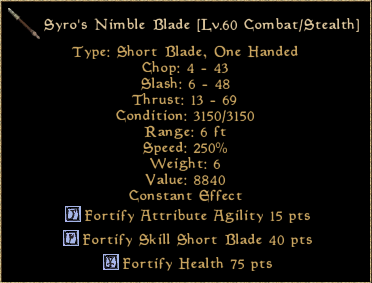 Syro's Nimble Blade [Lv.60 Combat/Stealth]
Type: Short Blade, One Handed
Chop: 4 - 43
Slash: 6 - 48
Thrust: 13 - 69
Condition: 3150/3150
Range: 6 ft
Speed: 250%
Weight: 6
Value: 8840
Constant Effect
Fortify Attribute Agility 15 pts
Fortify Skill Short Blade 40 pts
Fortify Health 75 pts